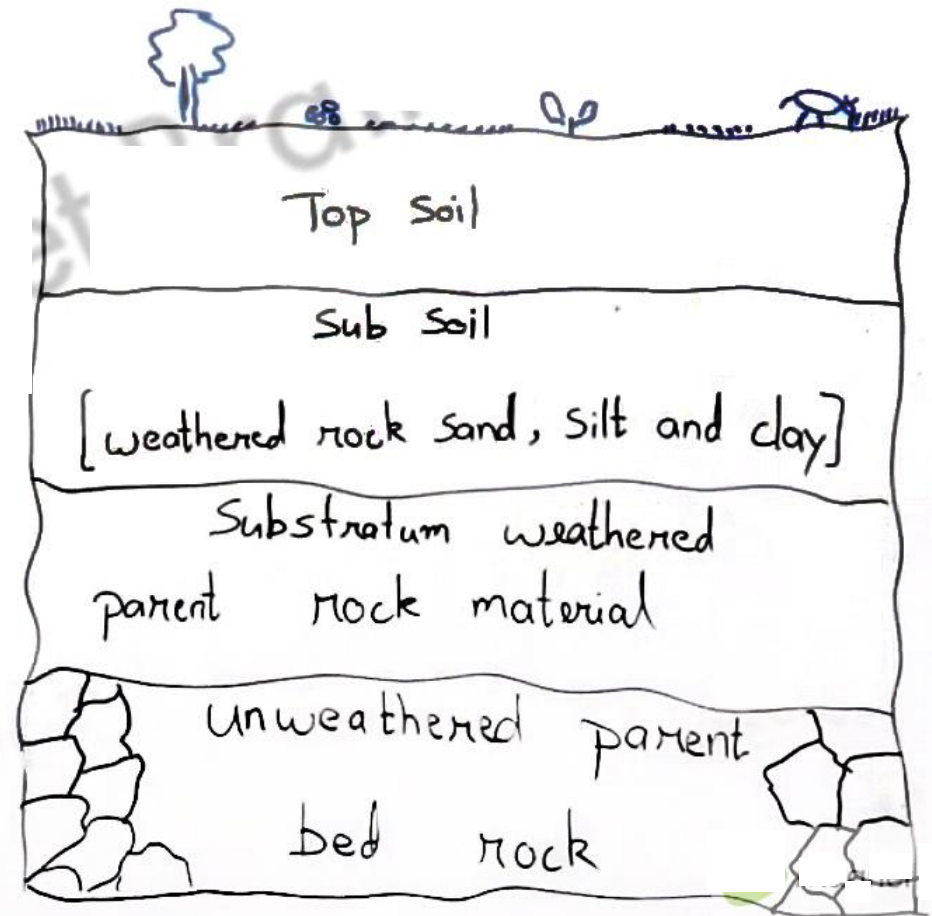 Top Soil
Sub Soil
[weathered rock sand, silt and clay]
Substratum weathered
parent rock material
unweathered parent
bed rock